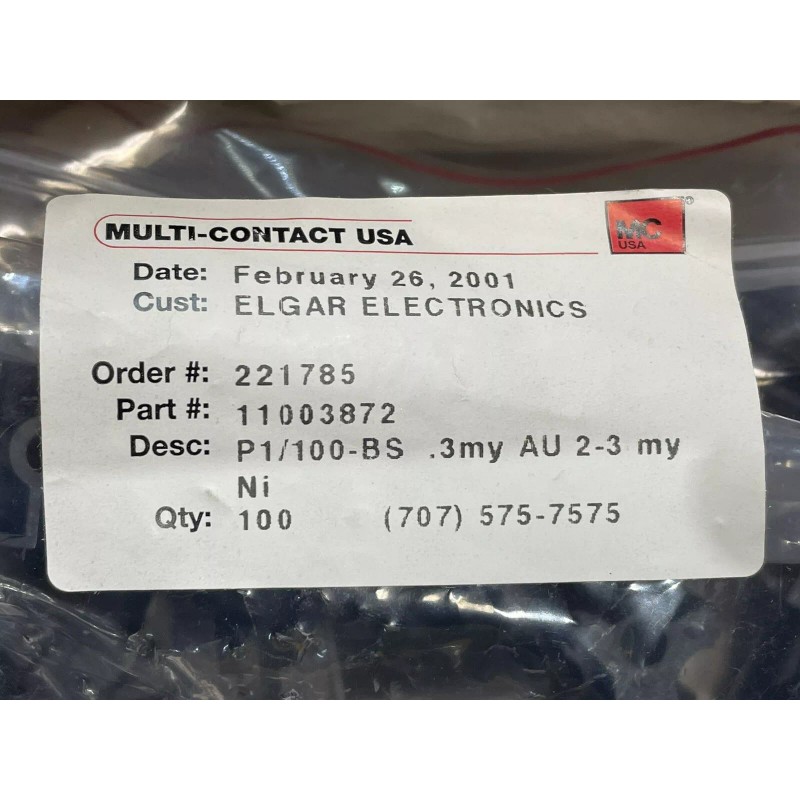 MULTI-CONTACT USA
MC
USA
®
Date: February 26, 2001
Cust: ELGAR ELECTRONICS
Order #: 221785
Part #: 11003872
Desc: P1/100-BS .3my AU 2-3 my
Ni
Qty: 100 (707) 575-7575